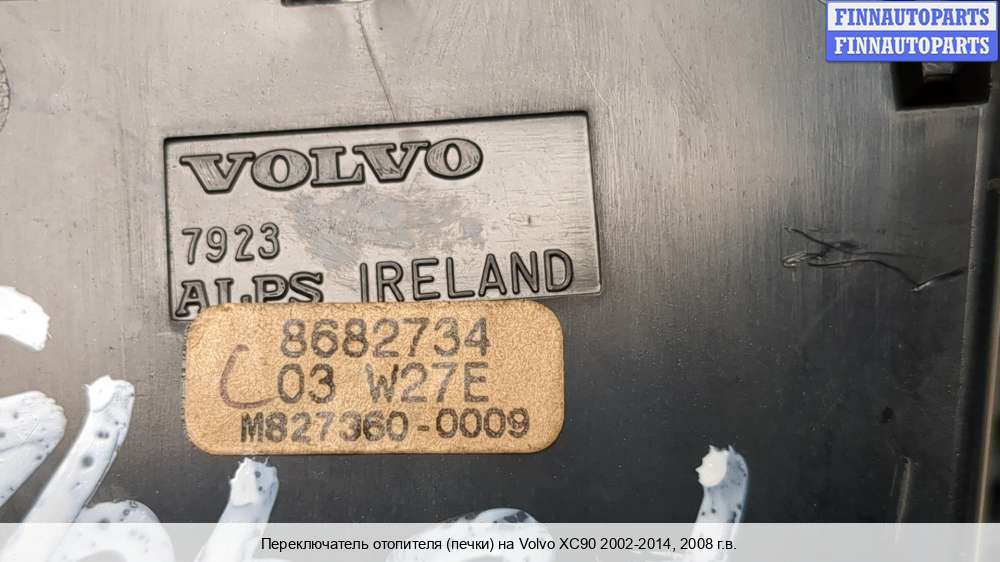 FINNAUTOPARTS
FINNAUTOPARTS
VOLVO
7923
ALPS IRELAND
8682734
C 03 W27E
M827360-0009
Переключатель отопителя (печки) на Volvo XC90 2002-2014, 2008 г.в.